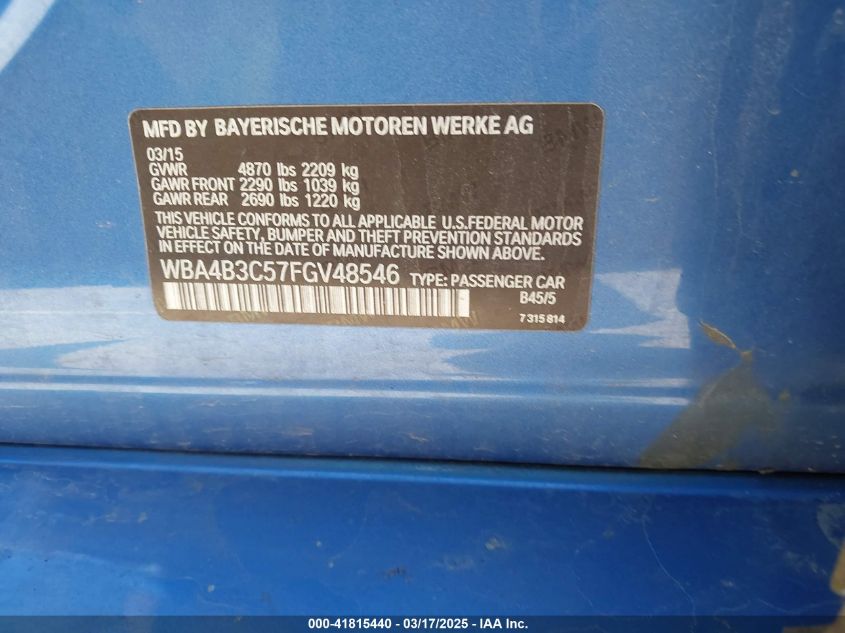 MFD BY BAYERISCHE MOTOREN WERKE AG
03/15
GVWR 4870 lbs 2209 kg
GAWR FRONT 2290 lbs 1039 kg
GAWR REAR 2690 lbs 1220 kg
THIS VEHICLE CONFORMS TO ALL APPLICABLE U.S.FEDERAL MOTOR
VEHICLE SAFETY, BUMPER AND THEFT PREVENTION STANDARDS
IN EFFECT ON THE DATE OF MANUFACTURE SHOWN ABOVE.
WBA4B3C57FGV48546 TYPE: PASSENGER CAR
B45/5
7 315 814
000-41815440 - 03/17/2025 - IAA Inc.